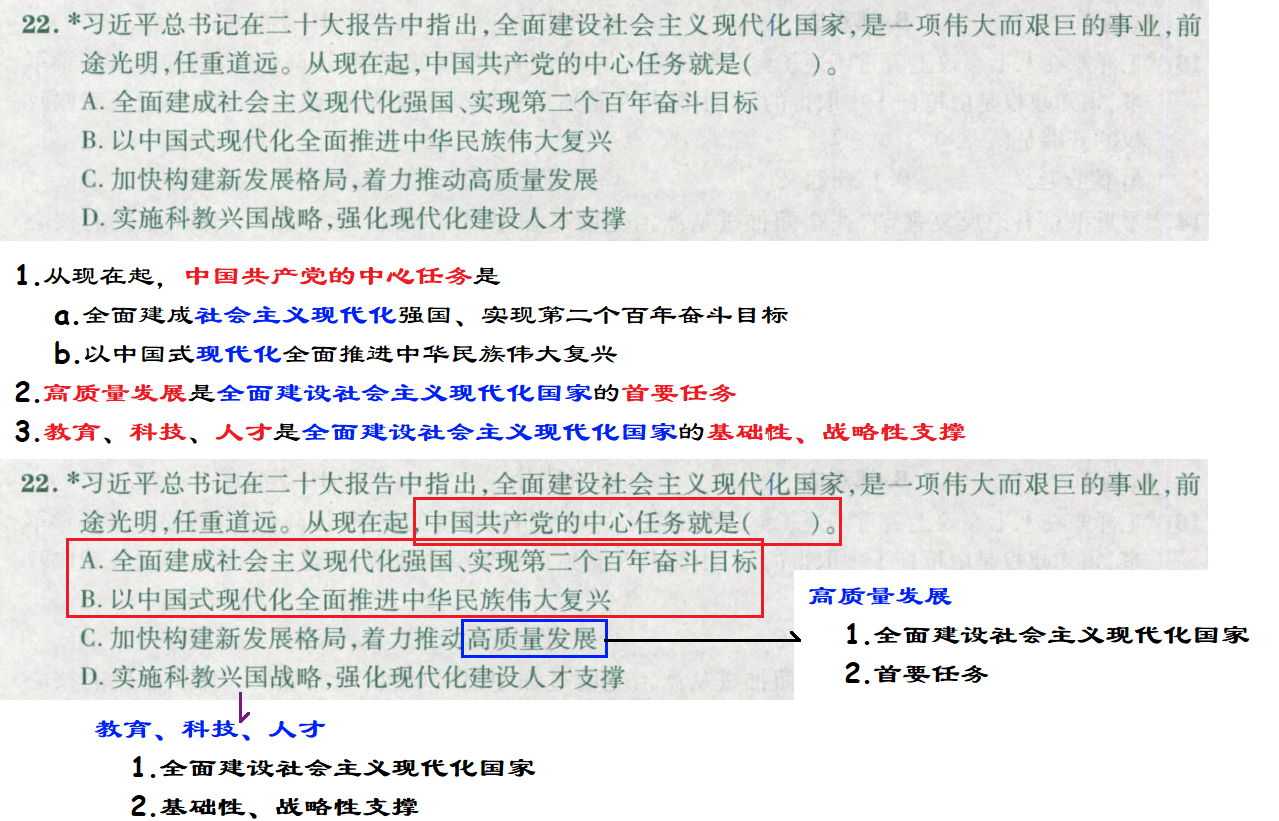 22. *习近平总书记在二十大报告中指出,全面建设社会主义现代化国家,是一项伟大而艰巨的事业,前
途光明,任重道远。从现在起,中国共产党的中心任务就是( )。
A. 全面建成社会主义现代化强国、实现第二个百年奋斗目标
B. 以中国式现代化全面推进中华民族伟大复兴
C. 加快构建新发展格局,着力推动高质量发展
D. 实施科教兴国战略,强化现代化建设人才支撑
1.从现在起，中国共产党的中心任务是
a.全面建成社会主义现代化强国、实现第二个百年奋斗目标
b.以中国式现代化全面推进中华民族伟大复兴
2.高质量发展是全面建设社会主义现代化国家的首要任务
3.教育、科技、人才是全面建设社会主义现代化国家的基础性、战略性支撑
22. *习近平总书记在二十大报告中指出,全面建设社会主义现代化国家,是一项伟大而艰巨的事业,前
途光明,任重道远。从现在起,中国共产党的中心任务就是( )。
A. 全面建成社会主义现代化强国、实现第二个百年奋斗目标
B. 以中国式现代化全面推进中华民族伟大复兴
C. 加快构建新发展格局,着力推动高质量发展
D. 实施科教兴国战略,强化现代化建设人才支撑
高质量发展
1.全面建设社会主义现代化国家
2.首要任务
教育、科技、人才
1.全面建设社会主义现代化国家
2.基础性、战略性支撑